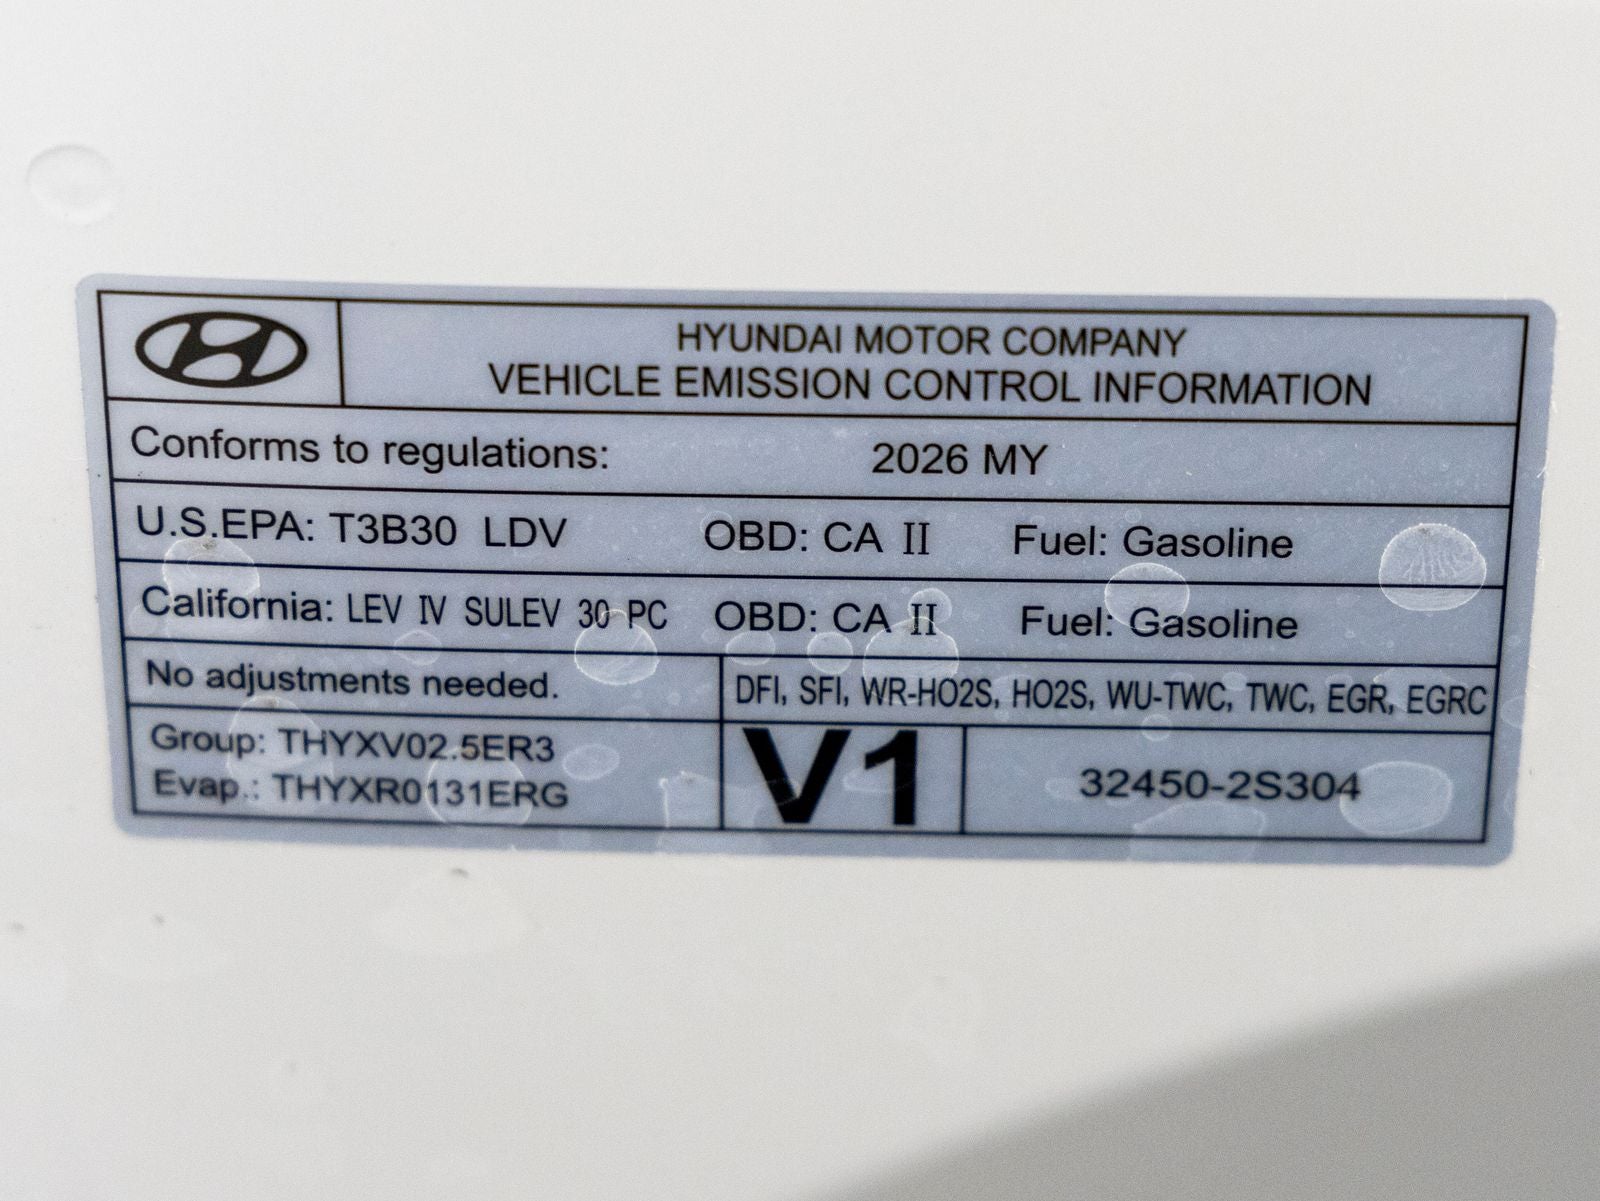 HYUNDAI MOTOR COMPANY
VEHICLE EMISSION CONTROL INFORMATION
Conforms to regulations: 2026 MY
U.S.EPA: T3B30 LDV OBD: CA II Fuel: Gasoline
California: LEV IV SULEV 30 PC OBD: CA II Fuel: Gasoline
No adjustments needed. DFI, SFI, WR-HO2S, HO2S, WU-TWC, TWC, EGR, EGRC
Group: THYXV02.5ER3
Evap.: THYXR0131ERG
V1
32450-2S304